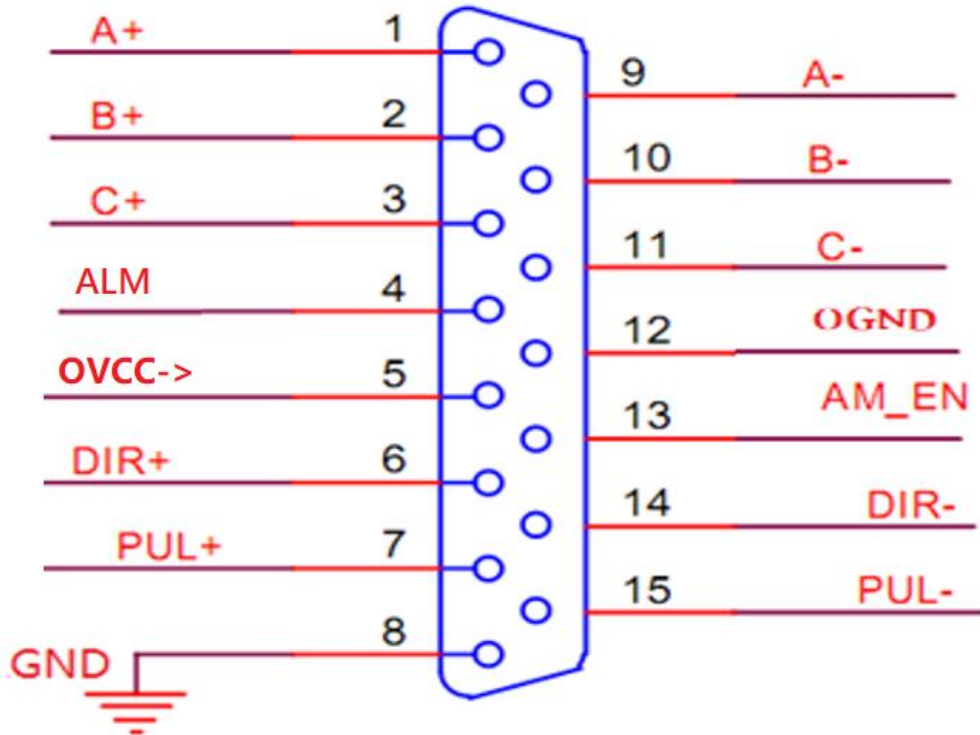 A+ 1
9 A-
B+ 2
10 B-
C+ 3
11 C-
ALM 4
12 OGND
OVCC-> 5
13 AM_EN
DIR+ 6
14 DIR-
PUL+ 7
15 PUL-
GND 8